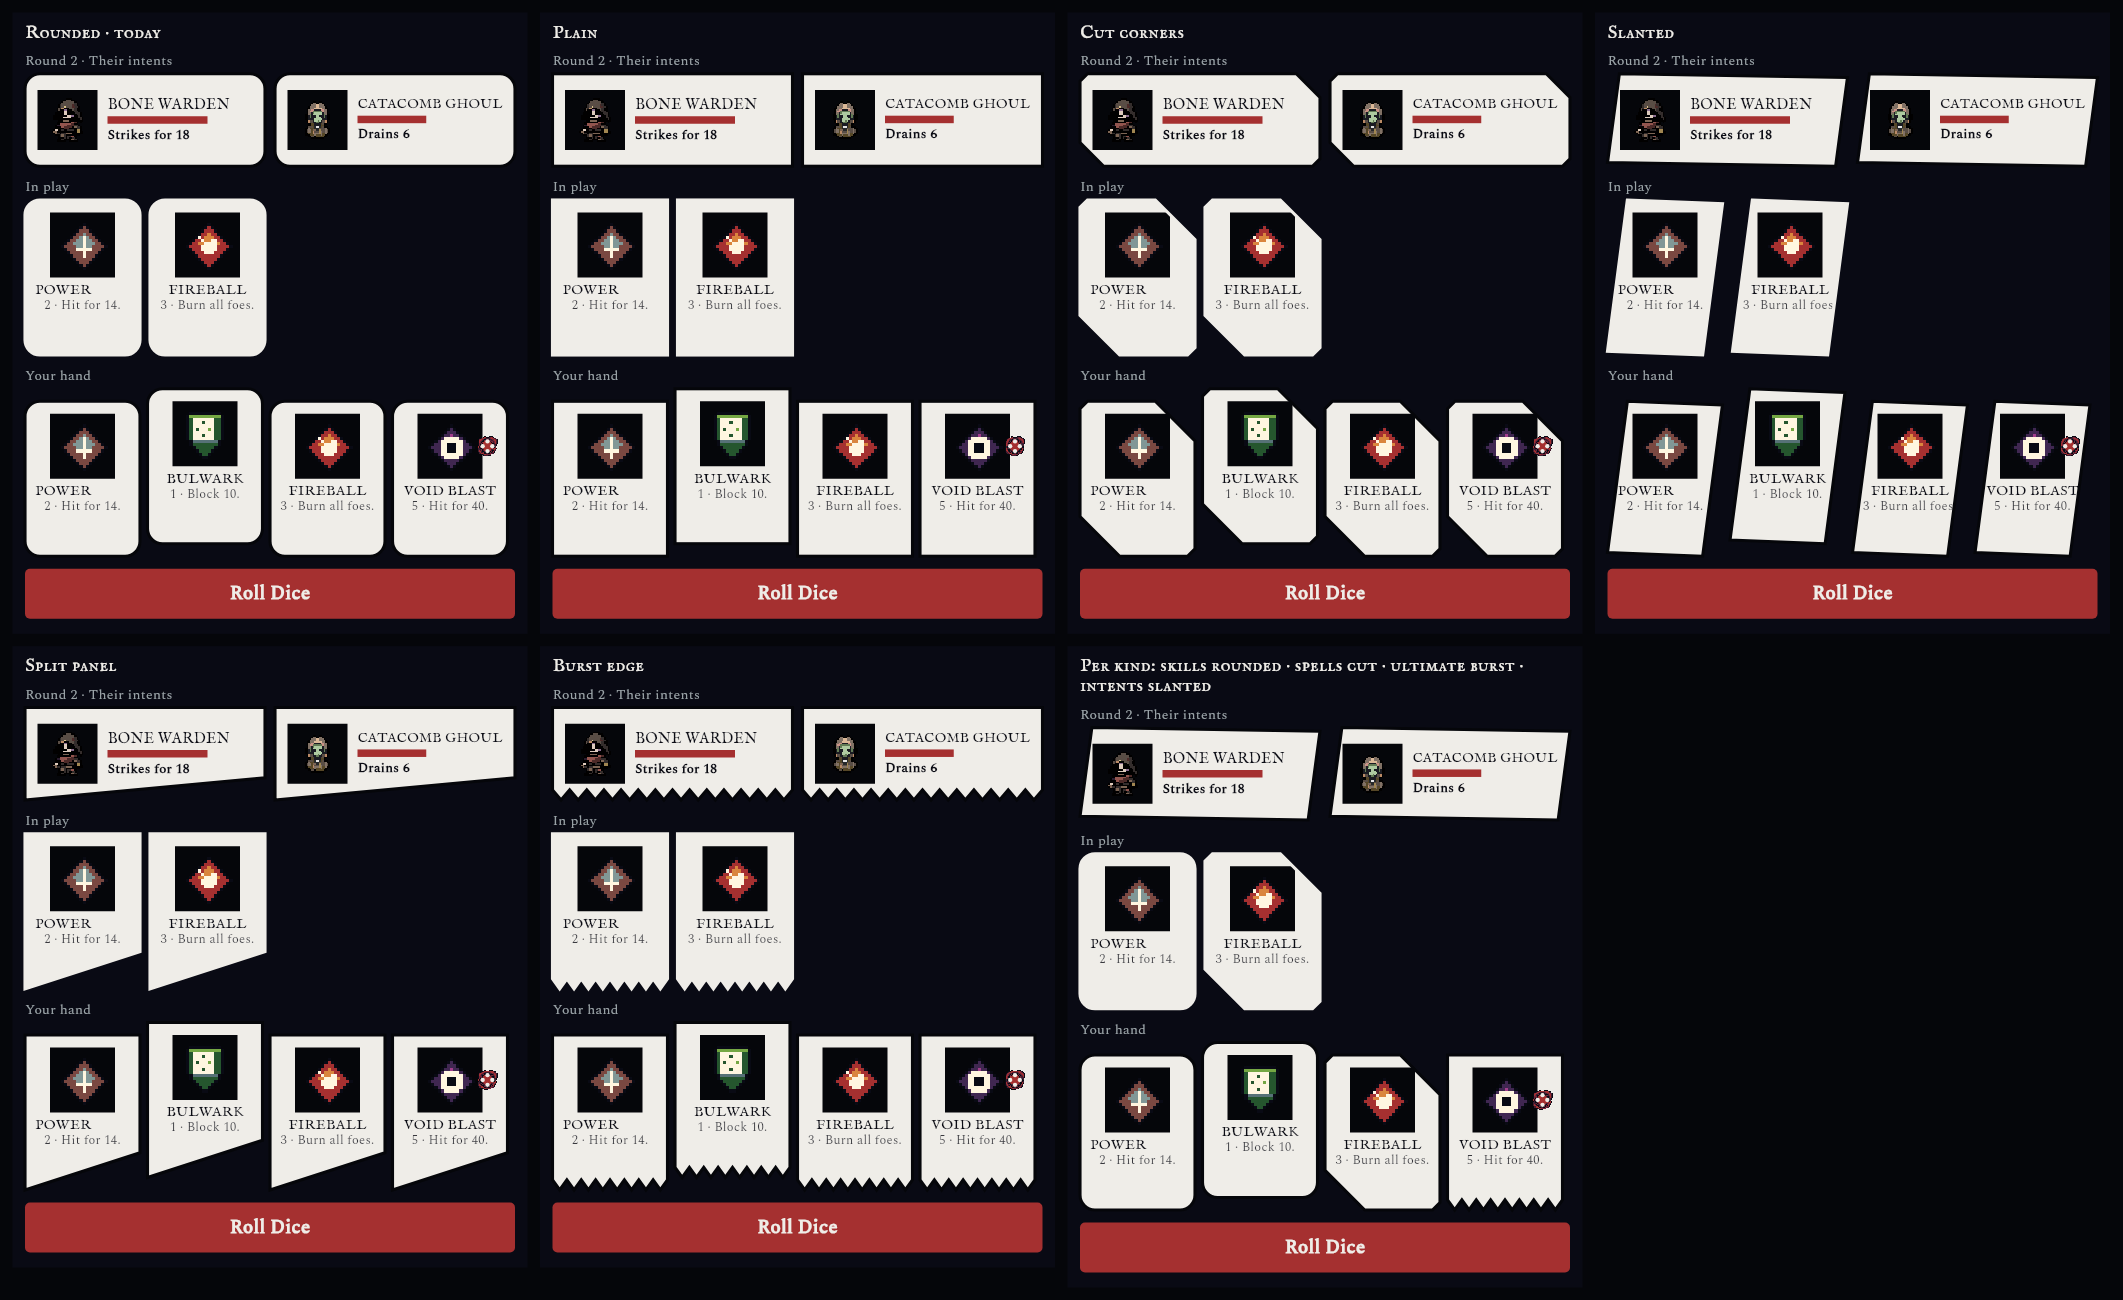 Rounded · today
Round 2 · Their intents
BONE WARDEN
Strikes for 18
CATACOMB GHOUL
Drains 6
In play
POWER
2 · Hit for 14.
FIREBALL
3 · Burn all foes.
Your hand
POWER
2 · Hit for 14.
BULWARK
1 · Block 10.
FIREBALL
3 · Burn all foes.
VOID BLAST
5 · Hit for 40.
Roll Dice
Plain
Round 2 · Their intents
BONE WARDEN
Strikes for 18
CATACOMB GHOUL
Drains 6
In play
POWER
2 · Hit for 14.
FIREBALL
3 · Burn all foes.
Your hand
POWER
2 · Hit for 14.
BULWARK
1 · Block 10.
FIREBALL
3 · Burn all foes.
VOID BLAST
5 · Hit for 40.
Roll Dice
Cut corners
Round 2 · Their intents
BONE WARDEN
Strikes for 18
CATACOMB GHOUL
Drains 6
In play
POWER
2 · Hit for 14.
FIREBALL
3 · Burn all foes.
Your hand
POWER
2 · Hit for 14.
BULWARK
1 · Block 10.
FIREBALL
3 · Burn all foes.
VOID BLAST
5 · Hit for 40.
Roll Dice
Slanted
Round 2 · Their intents
BONE WARDEN
Strikes for 18
CATACOMB GHOUL
Drains 6
In play
POWER
2 · Hit for 14.
FIREBALL
3 · Burn all foes
Your hand
POWER
2 · Hit for 14.
BULWARK
1 · Block 10.
FIREBALL
3 · Burn all foes
VOID BLAST
5 · Hit for 40.
Roll Dice
Split panel
Round 2 · Their intents
BONE WARDEN
Strikes for 18
CATACOMB GHOUL
Drains 6
In play
POWER
2 · Hit for 14.
FIREBALL
3 · Burn all foes.
Your hand
POWER
2 · Hit for 14.
BULWARK
1 · Block 10.
FIREBALL
3 · Burn all foes.
VOID BLAST
5 · Hit for 40.
Roll Dice
Burst edge
Round 2 · Their intents
BONE WARDEN
Strikes for 18
CATACOMB GHOUL
Drains 6
In play
POWER
2 · Hit for 14.
FIREBALL
3 · Burn all foes.
Your hand
POWER
2 · Hit for 14.
BULWARK
1 · Block 10.
FIREBALL
3 · Burn all foes.
VOID BLAST
5 · Hit for 40.
Roll Dice
Per kind: skills rounded · spells cut · ultimate burst ·
intents slanted
Round 2 · Their intents
BONE WARDEN
Strikes for 18
CATACOMB GHOUL
Drains 6
In play
POWER
2 · Hit for 14.
FIREBALL
3 · Burn all foes.
Your hand
POWER
2 · Hit for 14.
BULWARK
1 · Block 10.
FIREBALL
3 · Burn all foes.
VOID BLAST
5 · Hit for 40.
Roll Dice